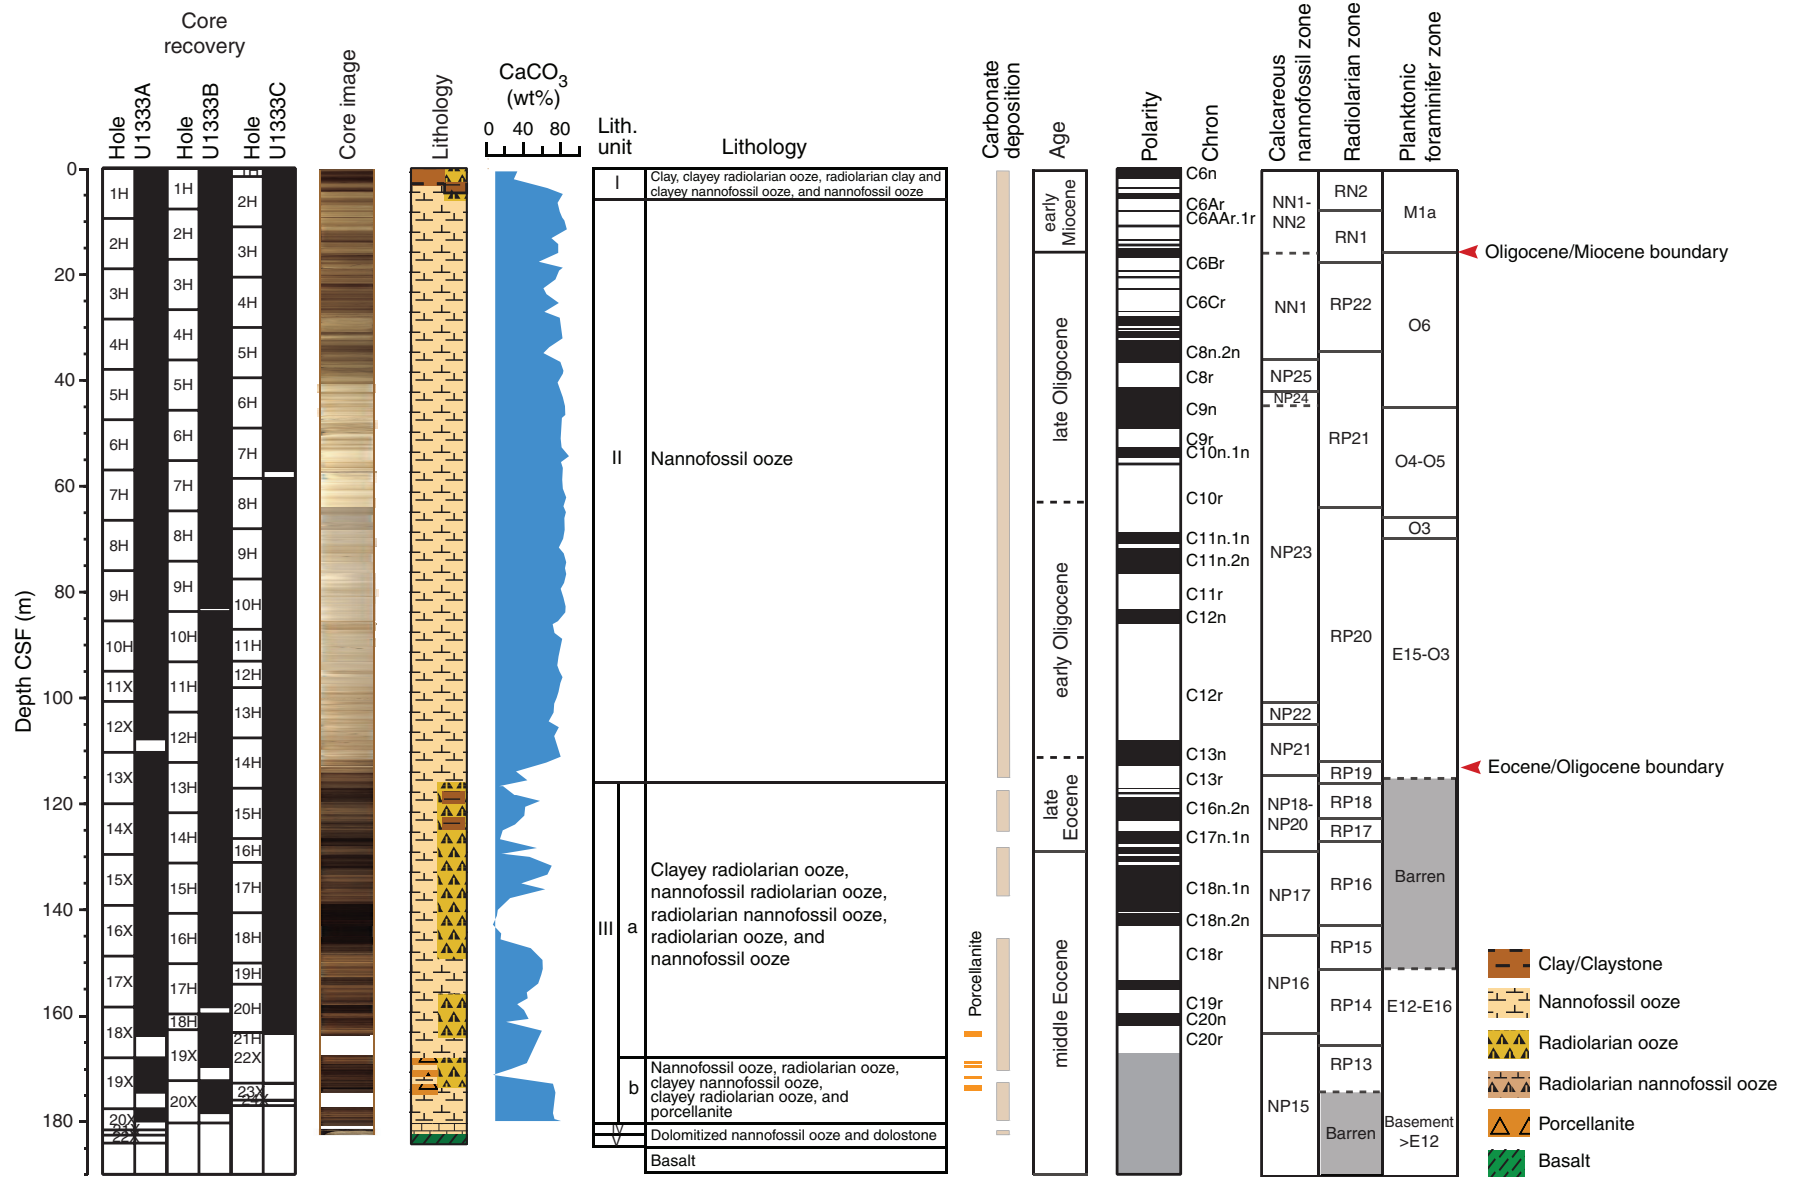 Core
recovery
Hole
U1333A
Hole
U1333B
Hole
U1333C
Core image
Lithology
CaCO3
(wt%)
0 40 80
Lith.
unit
Lithology
Carbonate
deposition
Age
Polarity
Chron
Calcareous
nannofossil zone
Radiolarian zone
Planktonic
foraminifer zone
Depth CSF (m)
0
20
40
60
80
100
120
140
160
180
1H
2H
3H
4H
5H
6H
7H
8H
9H
10H
11X
12X
13X
14X
15X
16X
17X
18X
19X
20X
22X
1H
2H
3H
4H
5H
6H
7H
8H
9H
10H
11H
12H
13H
14H
15H
16H
17H
18H
19X
20X
1H
2H
3H
4H
5H
6H
7H
8H
9H
10H
11H
12H
13H
14H
15H
16H
17H
18H
19H
20H
21H
22X
23X
24X
I
Clay, clayey radiolarian ooze, radiolarian clay and
clayey nannofossil ooze, and nannofossil ooze
II
Nannofossil ooze
III
a
Clayey radiolarian ooze,
nannofossil radiolarian ooze,
radiolarian nannofossil ooze,
radiolarian ooze, and
nannofossil ooze
b
Nannofossil ooze, radiolarian ooze,
clayey nannofossil ooze,
clayey radiolarian ooze, and
porcellanite
IV
V
Dolomitized nannofossil ooze and dolostone
Basalt
Porcellanite
early
Miocene
late Oligocene
early Oligocene
late
Eocene
middle Eocene
C6n
C6Ar
C6AAr.1r
C6Br
C6Cr
C8n.2n
C8r
C9n
C9r
C10n.1n
C10r
C11n.1n
C11n.2n
C11r
C12n
C12r
C13n
C13r
C16n.2n
C17n.1n
C18n.1n
C18n.2n
C18r
C19r
C20n
C20r
NN1-
NN2
NN1
NP25
NP24
NP23
NP22
NP21
NP18-
NP20
NP17
NP16
NP15
RN2
RN1
RP22
RP21
RP20
RP19
RP18
RP17
RP16
RP15
RP14
RP13
Barren
M1a
O6
O4-O5
O3
E15-O3
Barren
E12-E16
Basement
>E12
Oligocene/Miocene boundary
Eocene/Oligocene boundary
Clay/Claystone
Nannofossil ooze
Radiolarian ooze
Radiolarian nannofossil ooze
Porcellanite
Basalt